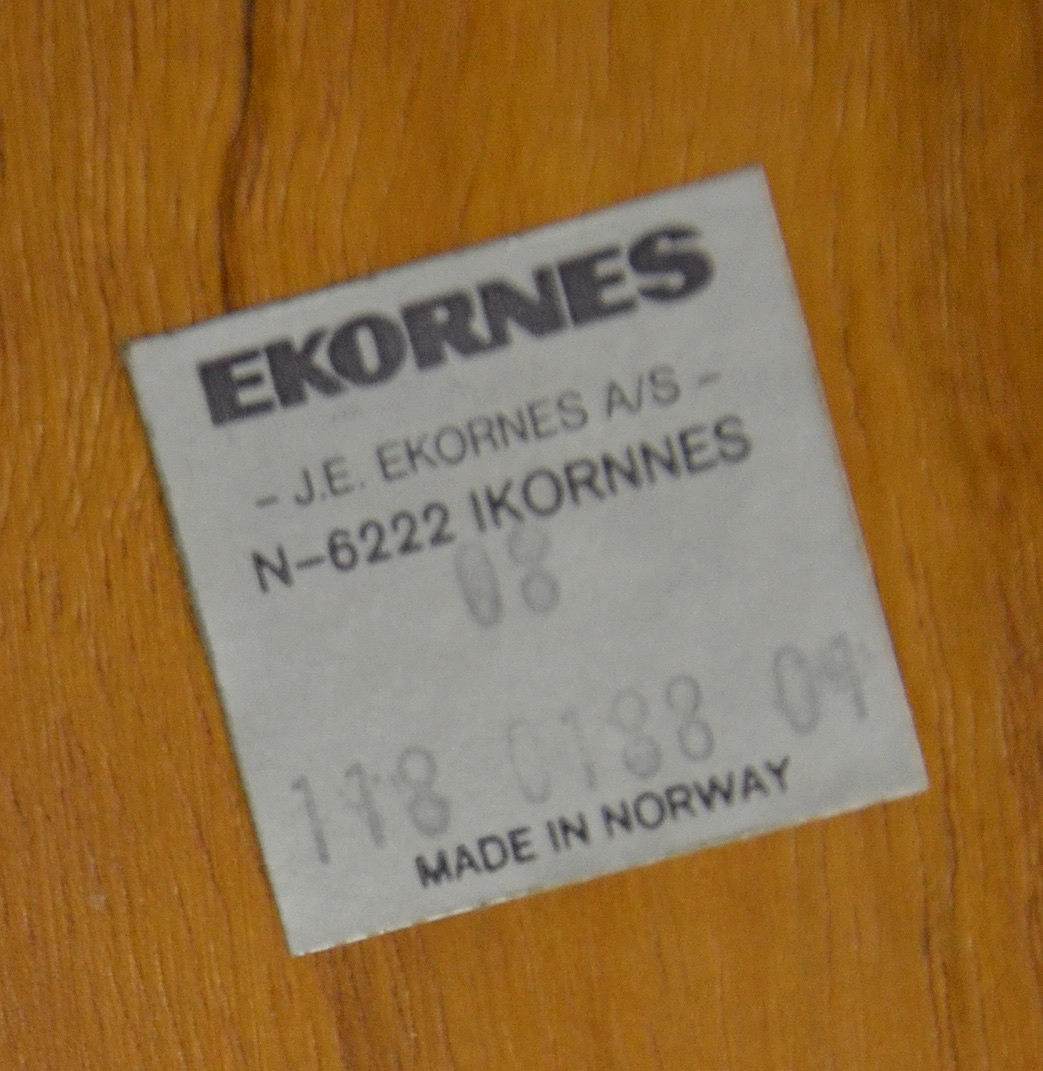 EKORNES
- J.E. EKORNES A/S -
N-6222 IKORNNES
08
118 0188 09
MADE IN NORWAY